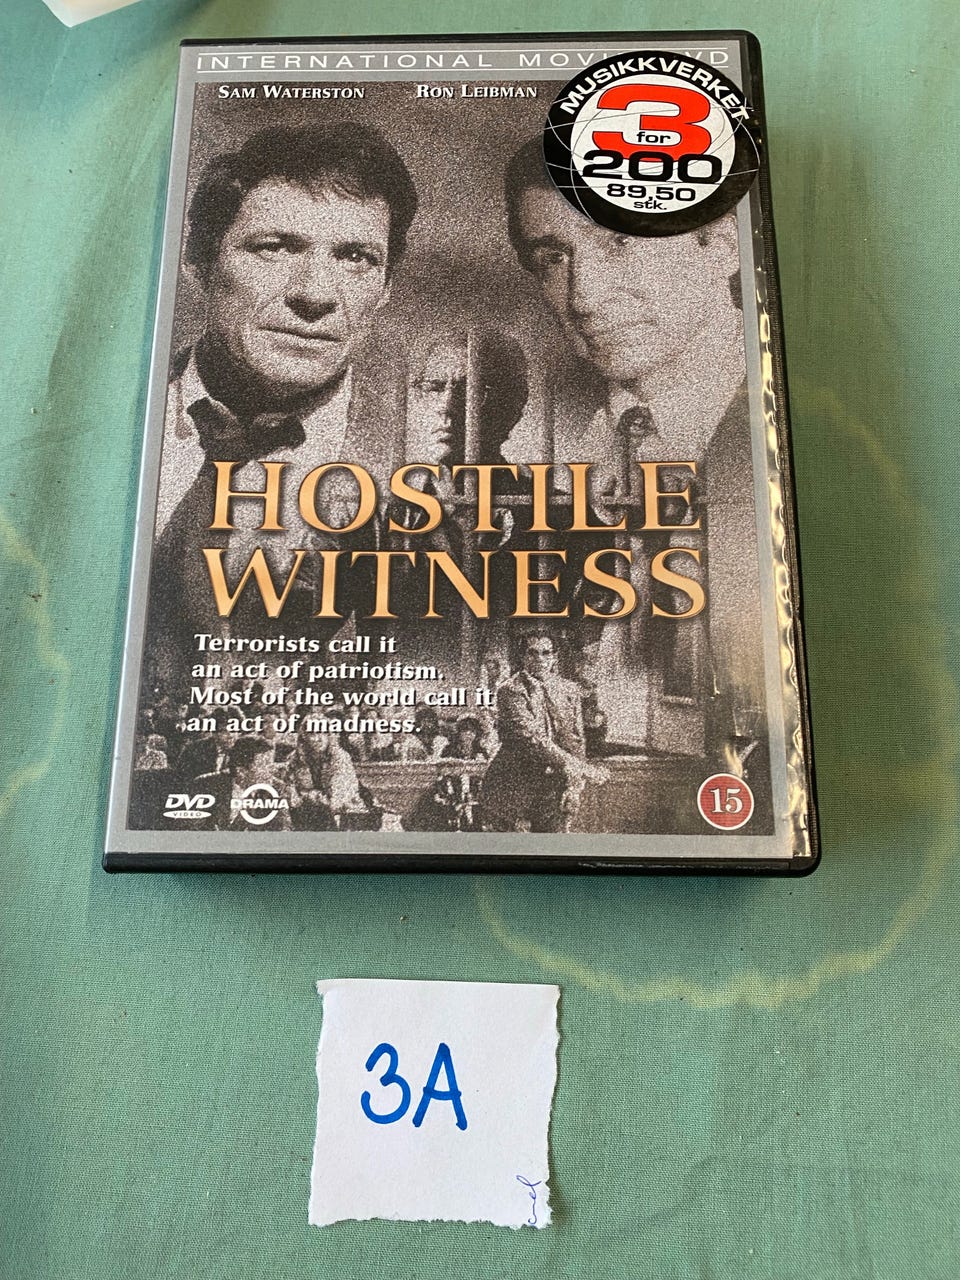 INTERNATIONAL MOVIE DVD
SAM WATERSTON
RON LEIBMAN
MUSIKKVERKET
3
for
200
89,50
stk.
HOSTILE
WITNESS
Terrorists call it
an act of patriotism.
Most of the world call it
an act of madness.
DVD
VIDEO
DRAMA
15
3A